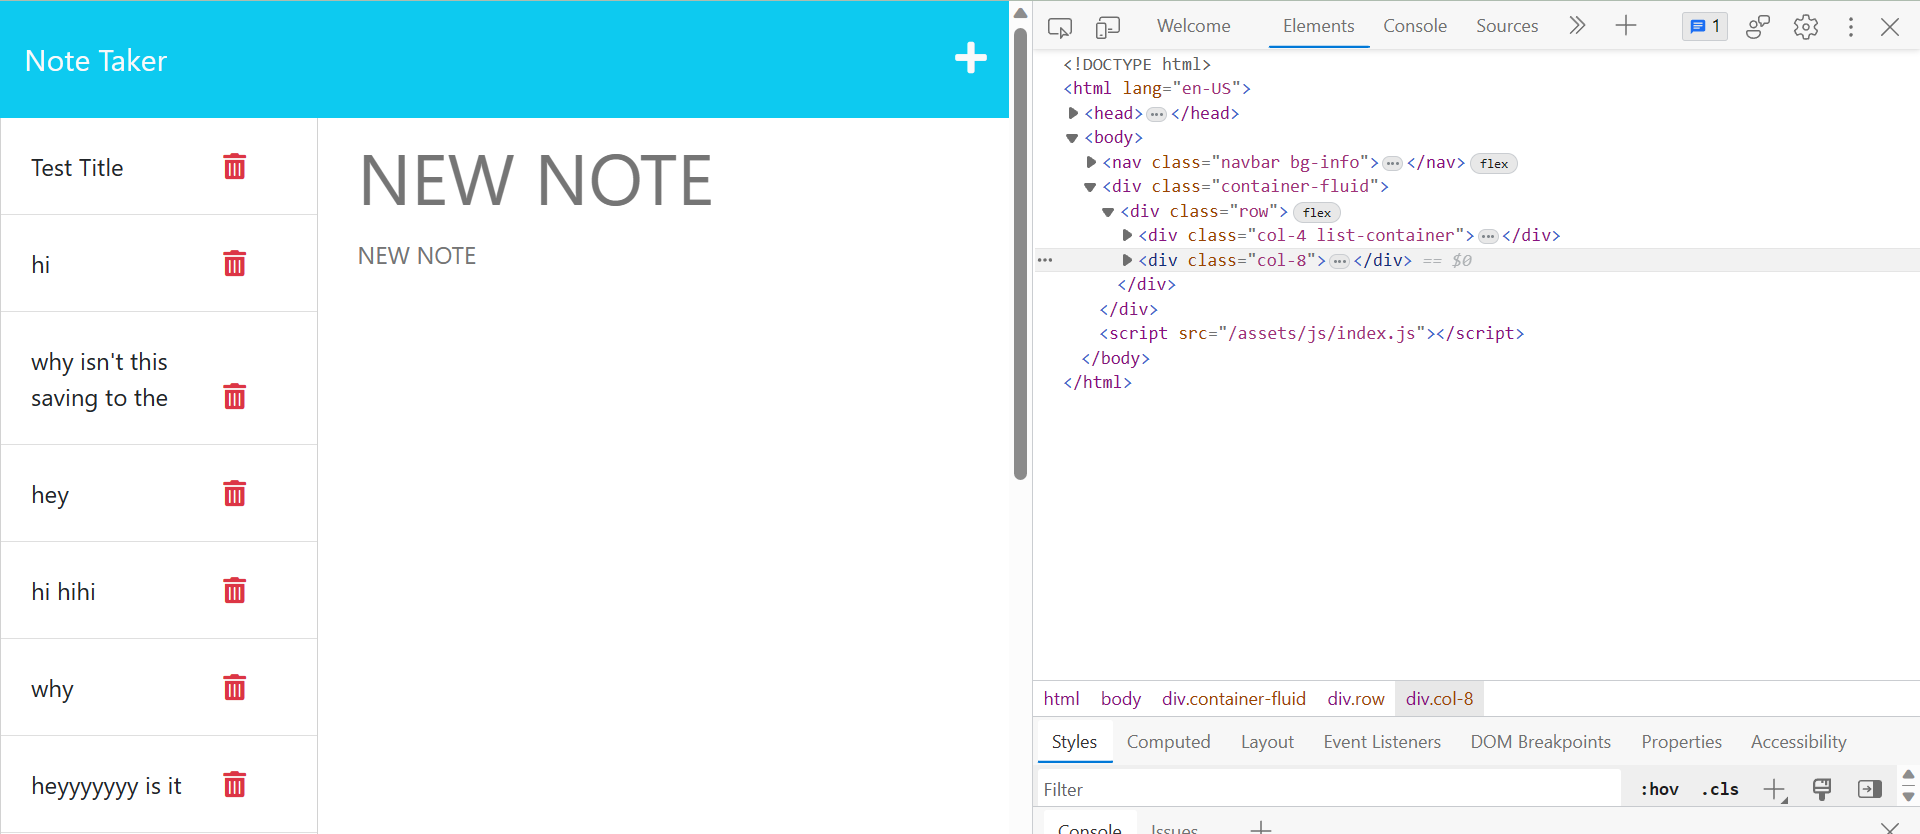 Note Taker
Test Title
hi
why isn't this
saving to the
hey
hi hihi
why
heyyyyyyy is it
NEW NOTE
NEW NOTE
Welcome Elements Console Sources 1
<!DOCTYPE html>
<html lang="en-US">
<head>…</head>
<body>
<nav class="navbar bg-info">…</nav> flex
<div class="container-fluid">
<div class="row"> flex
<div class="col-4 list-container">…</div>
<div class="col-8">…</div> == $0
</div>
</div>
<script src="/assets/js/index.js"></script>
</body>
</html>
html body div.container-fluid div.row div.col-8
Styles Computed Layout Event Listeners DOM Breakpoints Properties Accessibility
Filter :hov .cls
Console Issues